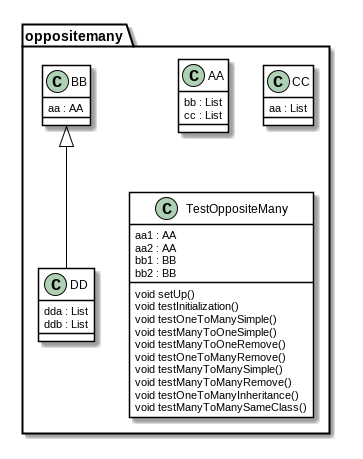 oppositemany
C BB
aa : AA
C AA
bb : List
cc : List
C CC
aa : List
C DD
dda : List
ddb : List
C TestOppositeMany
aa1 : AA
aa2 : AA
bb1 : BB
bb2 : BB
void setUp()
void testInitialization()
void testOneToManySimple()
void testManyToOneSimple()
void testManyToOneRemove()
void testOneToManyRemove()
void testManyToManySimple()
void testManyToManyRemove()
void testOneToManyInheritance()
void testManyToManySameClass()